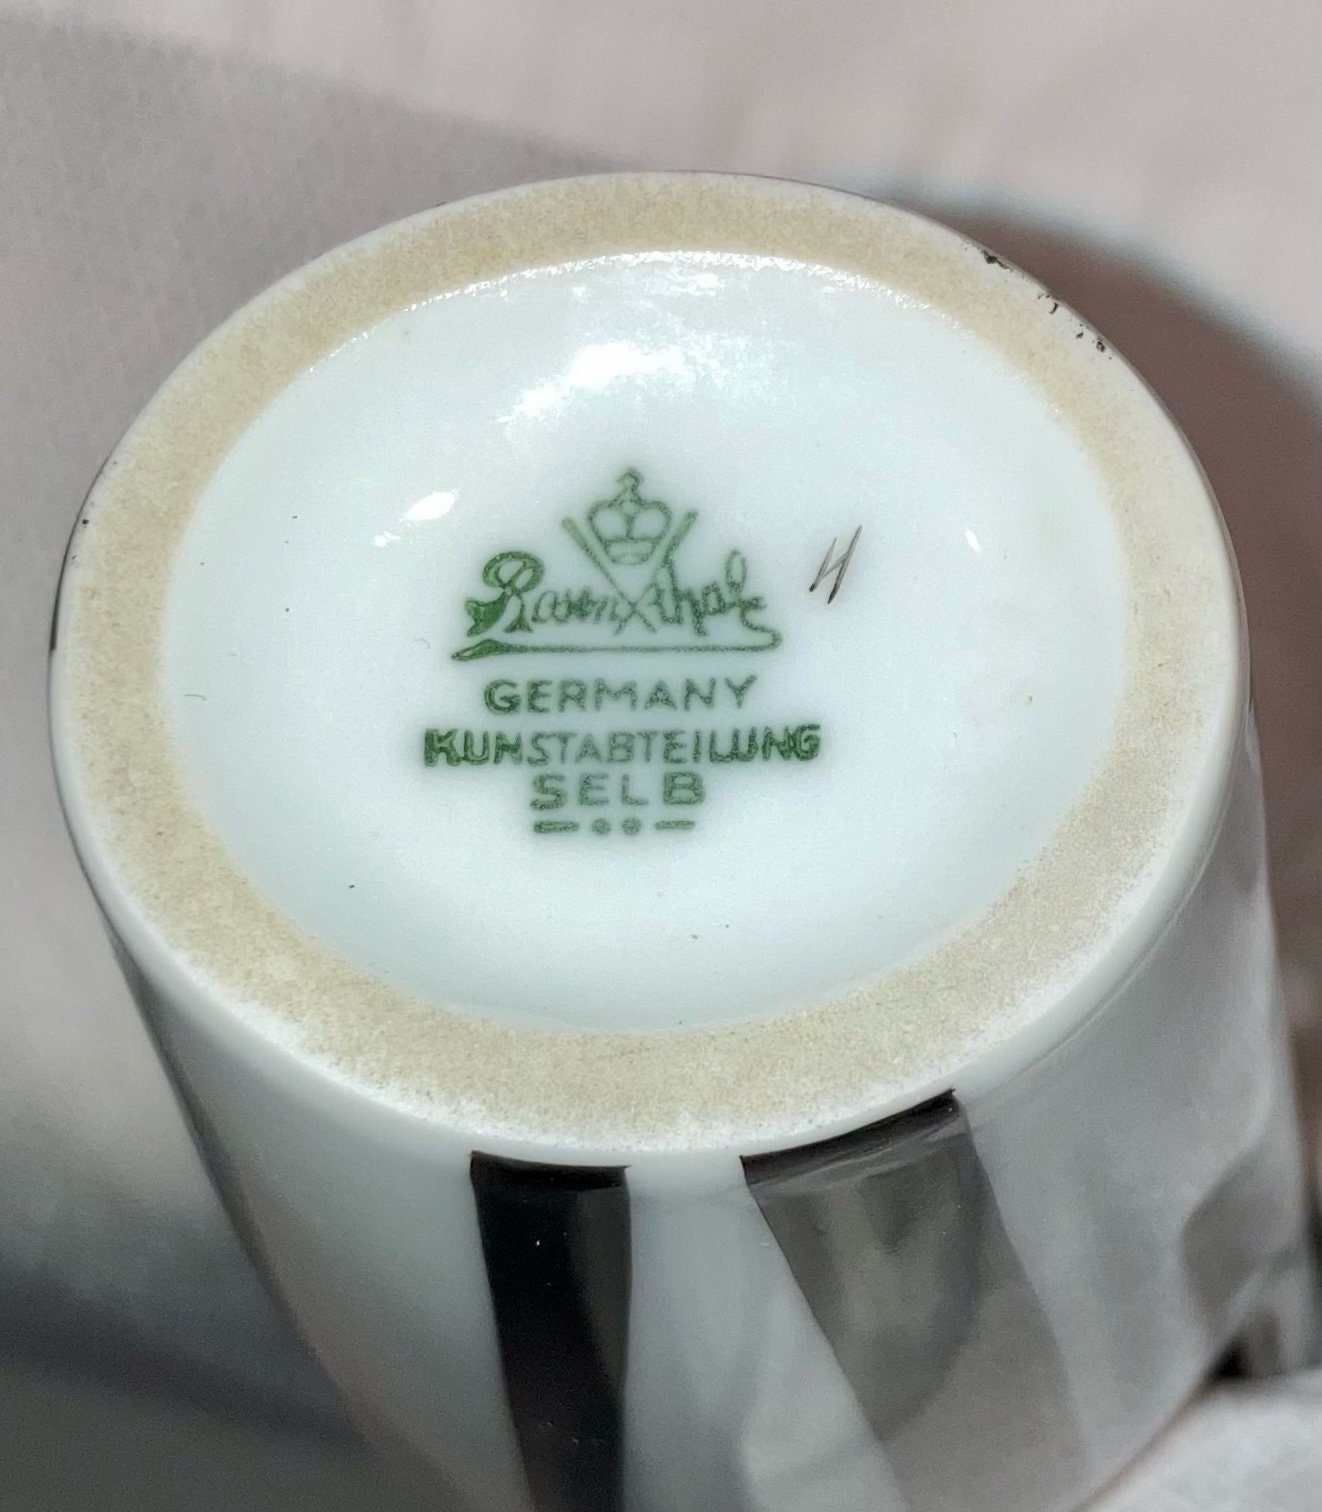 Rosenthal H
GERMANY
KUNSTABTEILUNG
SELB